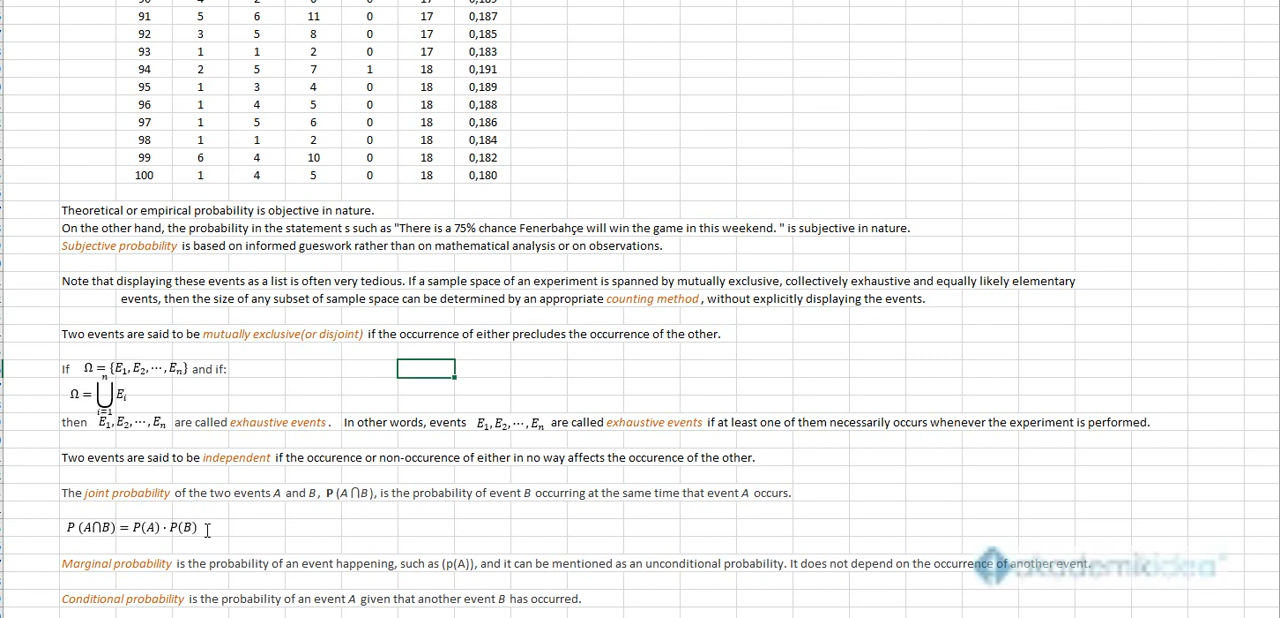 91 5 6 11 0 17 0,187
92 3 5 8 0 17 0,185
93 1 1 2 0 17 0,183
94 2 5 7 1 18 0,191
95 1 3 4 0 18 0,189
96 1 4 5 0 18 0,188
97 1 5 6 0 18 0,186
98 1 1 2 0 18 0,184
99 6 4 10 0 18 0,182
100 1 4 5 0 18 0,180
Theoretical or empirical probability is objective in nature.
On the other hand, the probability in the statement s such as "There is a 75% chance Fenerbahçe will win the game in this weekend. " is subjective in nature.
Subjective probability is based on informed gueswork rather than on mathematical analysis or on observations.
Note that displaying these events as a list is often very tedious. If a sample space of an experiment is spanned by mutually exclusive, collectively exhaustive and equally likely elementary
events, then the size of any subset of sample space can be determined by an appropriate counting method , without explicitly displaying the events.
Two events are said to be mutually exclusive(or disjoint) if the occurrence of either precludes the occurrence of the other.
If Ω = {E₁, E₂, ⋯ , Eₙ} and if:
Ω = ⋃ⁿᵢ₌₁ Eᵢ
then E₁, E₂, ⋯ , Eₙ are called exhaustive events . In other words, events E₁, E₂, ⋯ , Eₙ are called exhaustive events if at least one of them necessarily occurs whenever the experiment is performed.
Two events are said to be independent if the occurence or non-occurence of either in no way affects the occurence of the other.
The joint probability of the two events A and B , P (A ⋂B ), is the probability of event B occurring at the same time that event A occurs.
P (A⋂B) = P(A) · P(B)
Marginal probability is the probability of an event happening, such as (p(A)), and it can be mentioned as an unconditional probability. It does not depend on the occurrence of another event.
akademikidea
Conditional probability is the probability of an event A given that another event B has occurred.